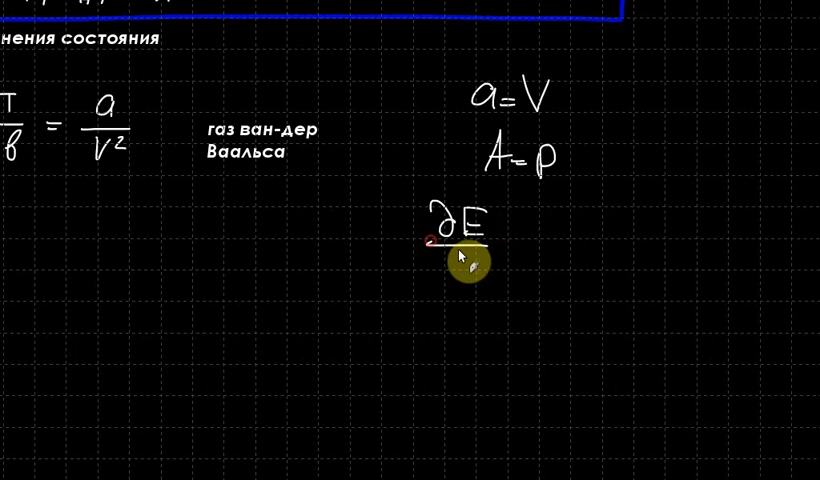 нения состояния
T/в = a/V²
газ ван-дер
Ваальса
a = V
A = p
∂E